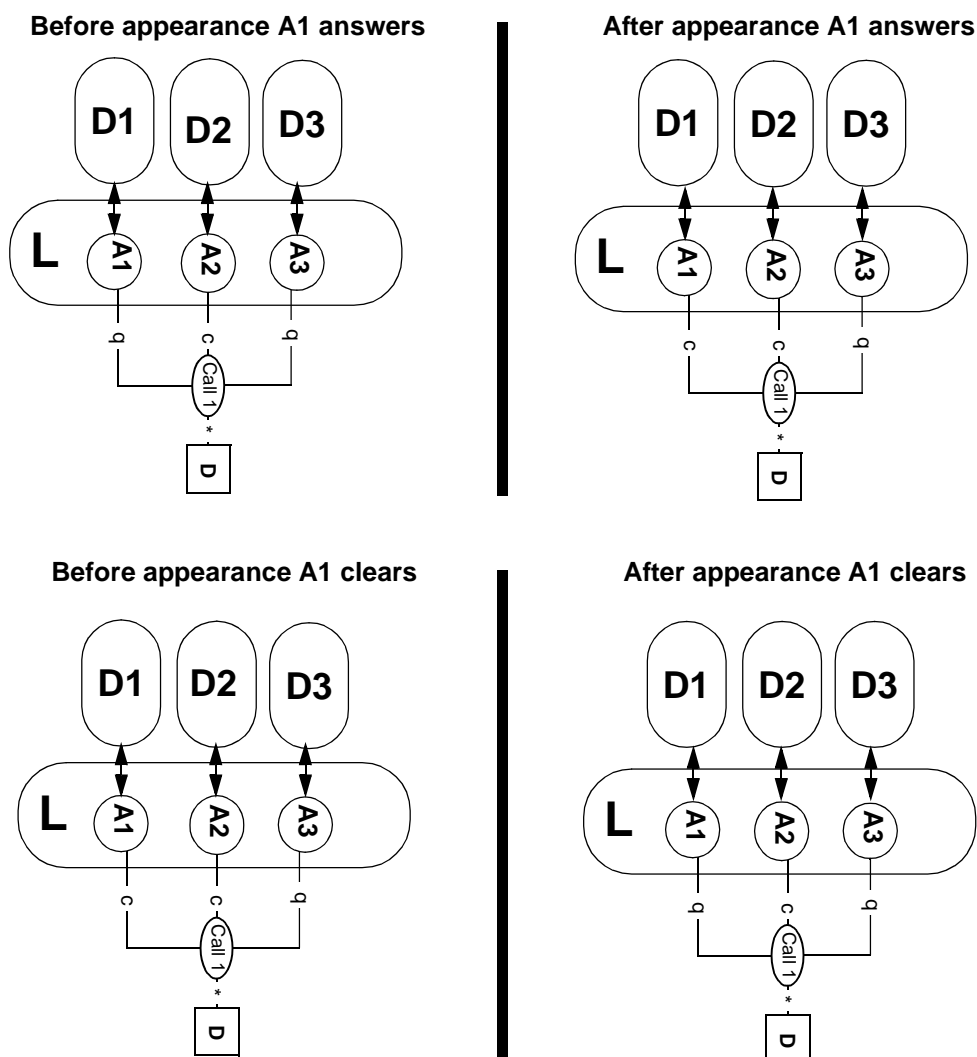 Before appearance A1 answers
After appearance A1 answers
D1
D2
D3
L
A1
A2
A3
q
c
q
Call 1
*
D
D1
D2
D3
L
A1
A2
A3
c
c
q
Call 1
*
D
Before appearance A1 clears
After appearance A1 clears
D1
D2
D3
L
A1
A2
A3
c
c
q
Call 1
*
D
D1
D2
D3
L
A1
A2
A3
q
c
q
Call 1
*
D